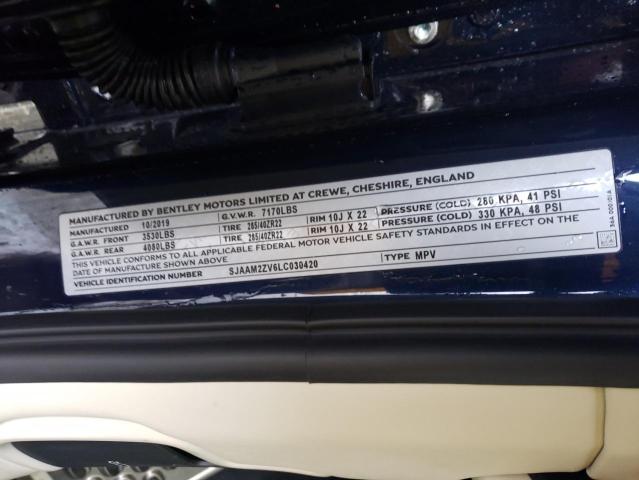 MANUFACTURED BY BENTLEY MOTORS LIMITED AT CREWE, CHESHIRE, ENGLAND
MANUFACTURED 10/2019 G.V.W.R. 7170LBS
G.A.W.R. FRONT 3530LBS TIRE 285/40ZR22 RIM 10J X 22 PRESSURE (COLD) 280 KPA, 41 PSI
G.A.W.R. REAR 4080LBS TIRE 285/40ZR22 RIM 10J X 22 PRESSURE (COLD) 330 KPA, 48 PSI
THIS VEHICLE CONFORMS TO ALL APPLICABLE FEDERAL MOTOR VEHICLE SAFETY STANDARDS IN EFFECT ON THE
DATE OF MANUFACTURE SHOWN ABOVE.
VEHICLE IDENTIFICATION NUMBER SJAAM2ZV6LC030420 TYPE MPV
36A 000 01A